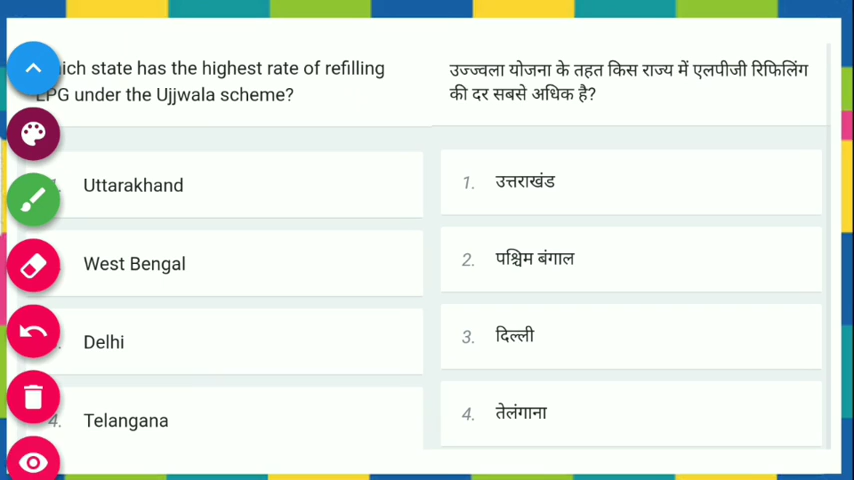 ich state has the highest rate of refilling
LPG under the Ujjwala scheme?
Uttarakhand
West Bengal
Delhi
4. Telangana
उज्ज्वला योजना के तहत किस राज्य में एलपीजी रिफिलिंग
की दर सबसे अधिक है?
1. उत्तराखंड
2. पश्चिम बंगाल
3. दिल्ली
4. तेलंगाना